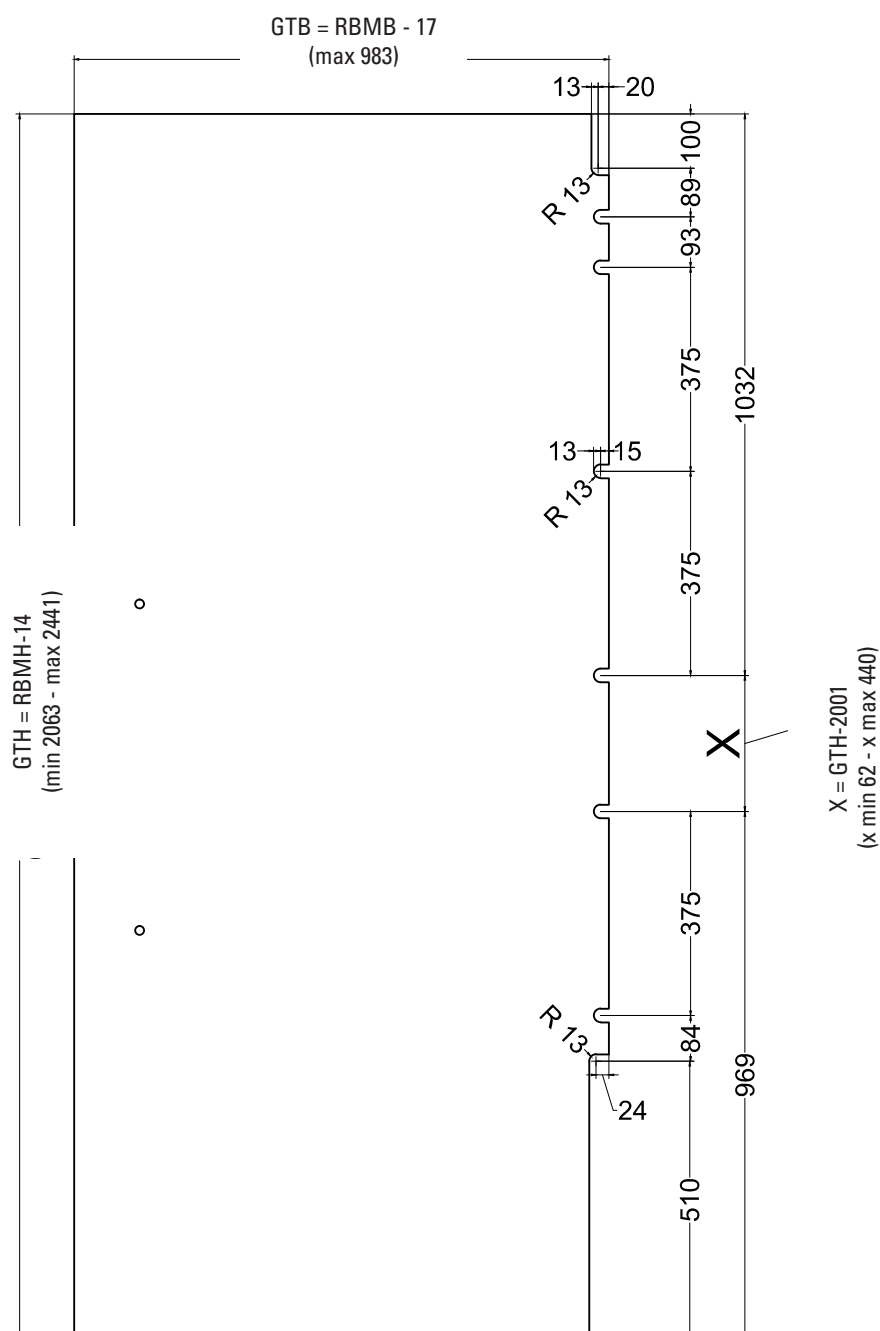 GTB = RBMB - 17
(max 983)
13
20
100
R 13
89
93
375
1032
13
15
R 13
375
GTH = RBMH-14
(min 2063 - max 2441)
X
X = GTH-2001
(x min 62 - x max 440)
375
R 13
84
969
24
510